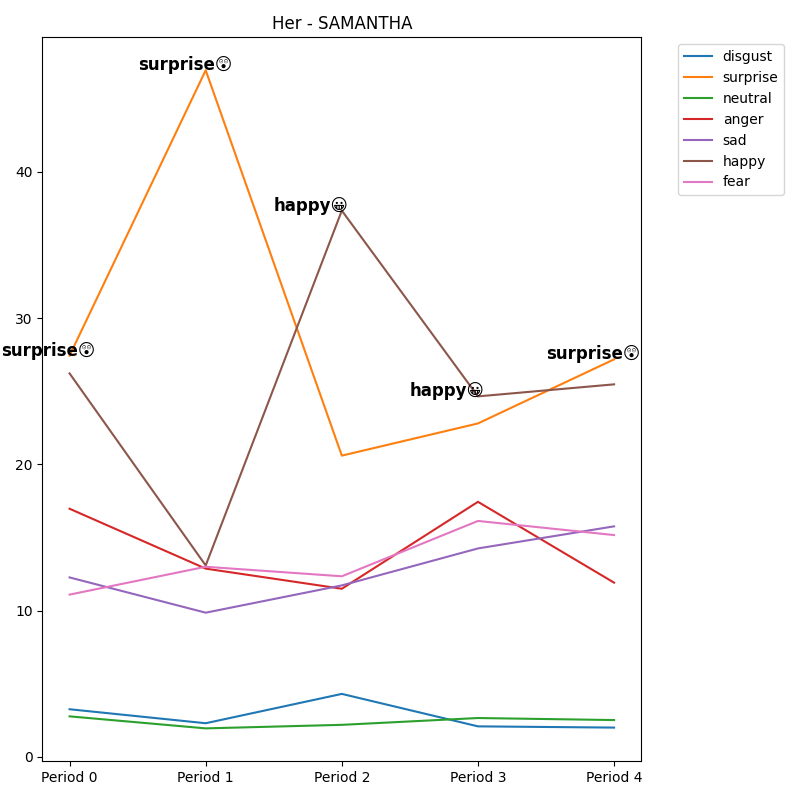 Her - SAMANTHA
disgust
surprise
neutral
anger
sad
happy
fear
surprise😲
happy😀
surprise😲
happy😀
surprise😲
40
30
20
10
0
Period 0
Period 1
Period 2
Period 3
Period 4